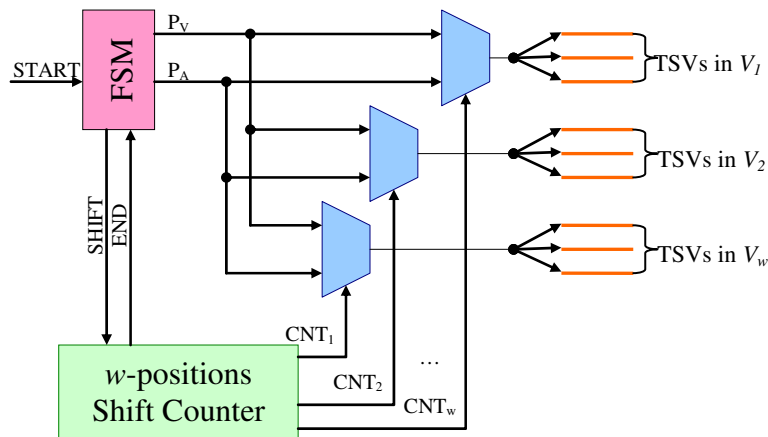 P_V
START
FSM
P_A
TSVs in V_1
TSVs in V_2
SHIFT
END
TSVs in V_w
CNT_1
...
w-positions
Shift Counter
CNT_2
CNT_w